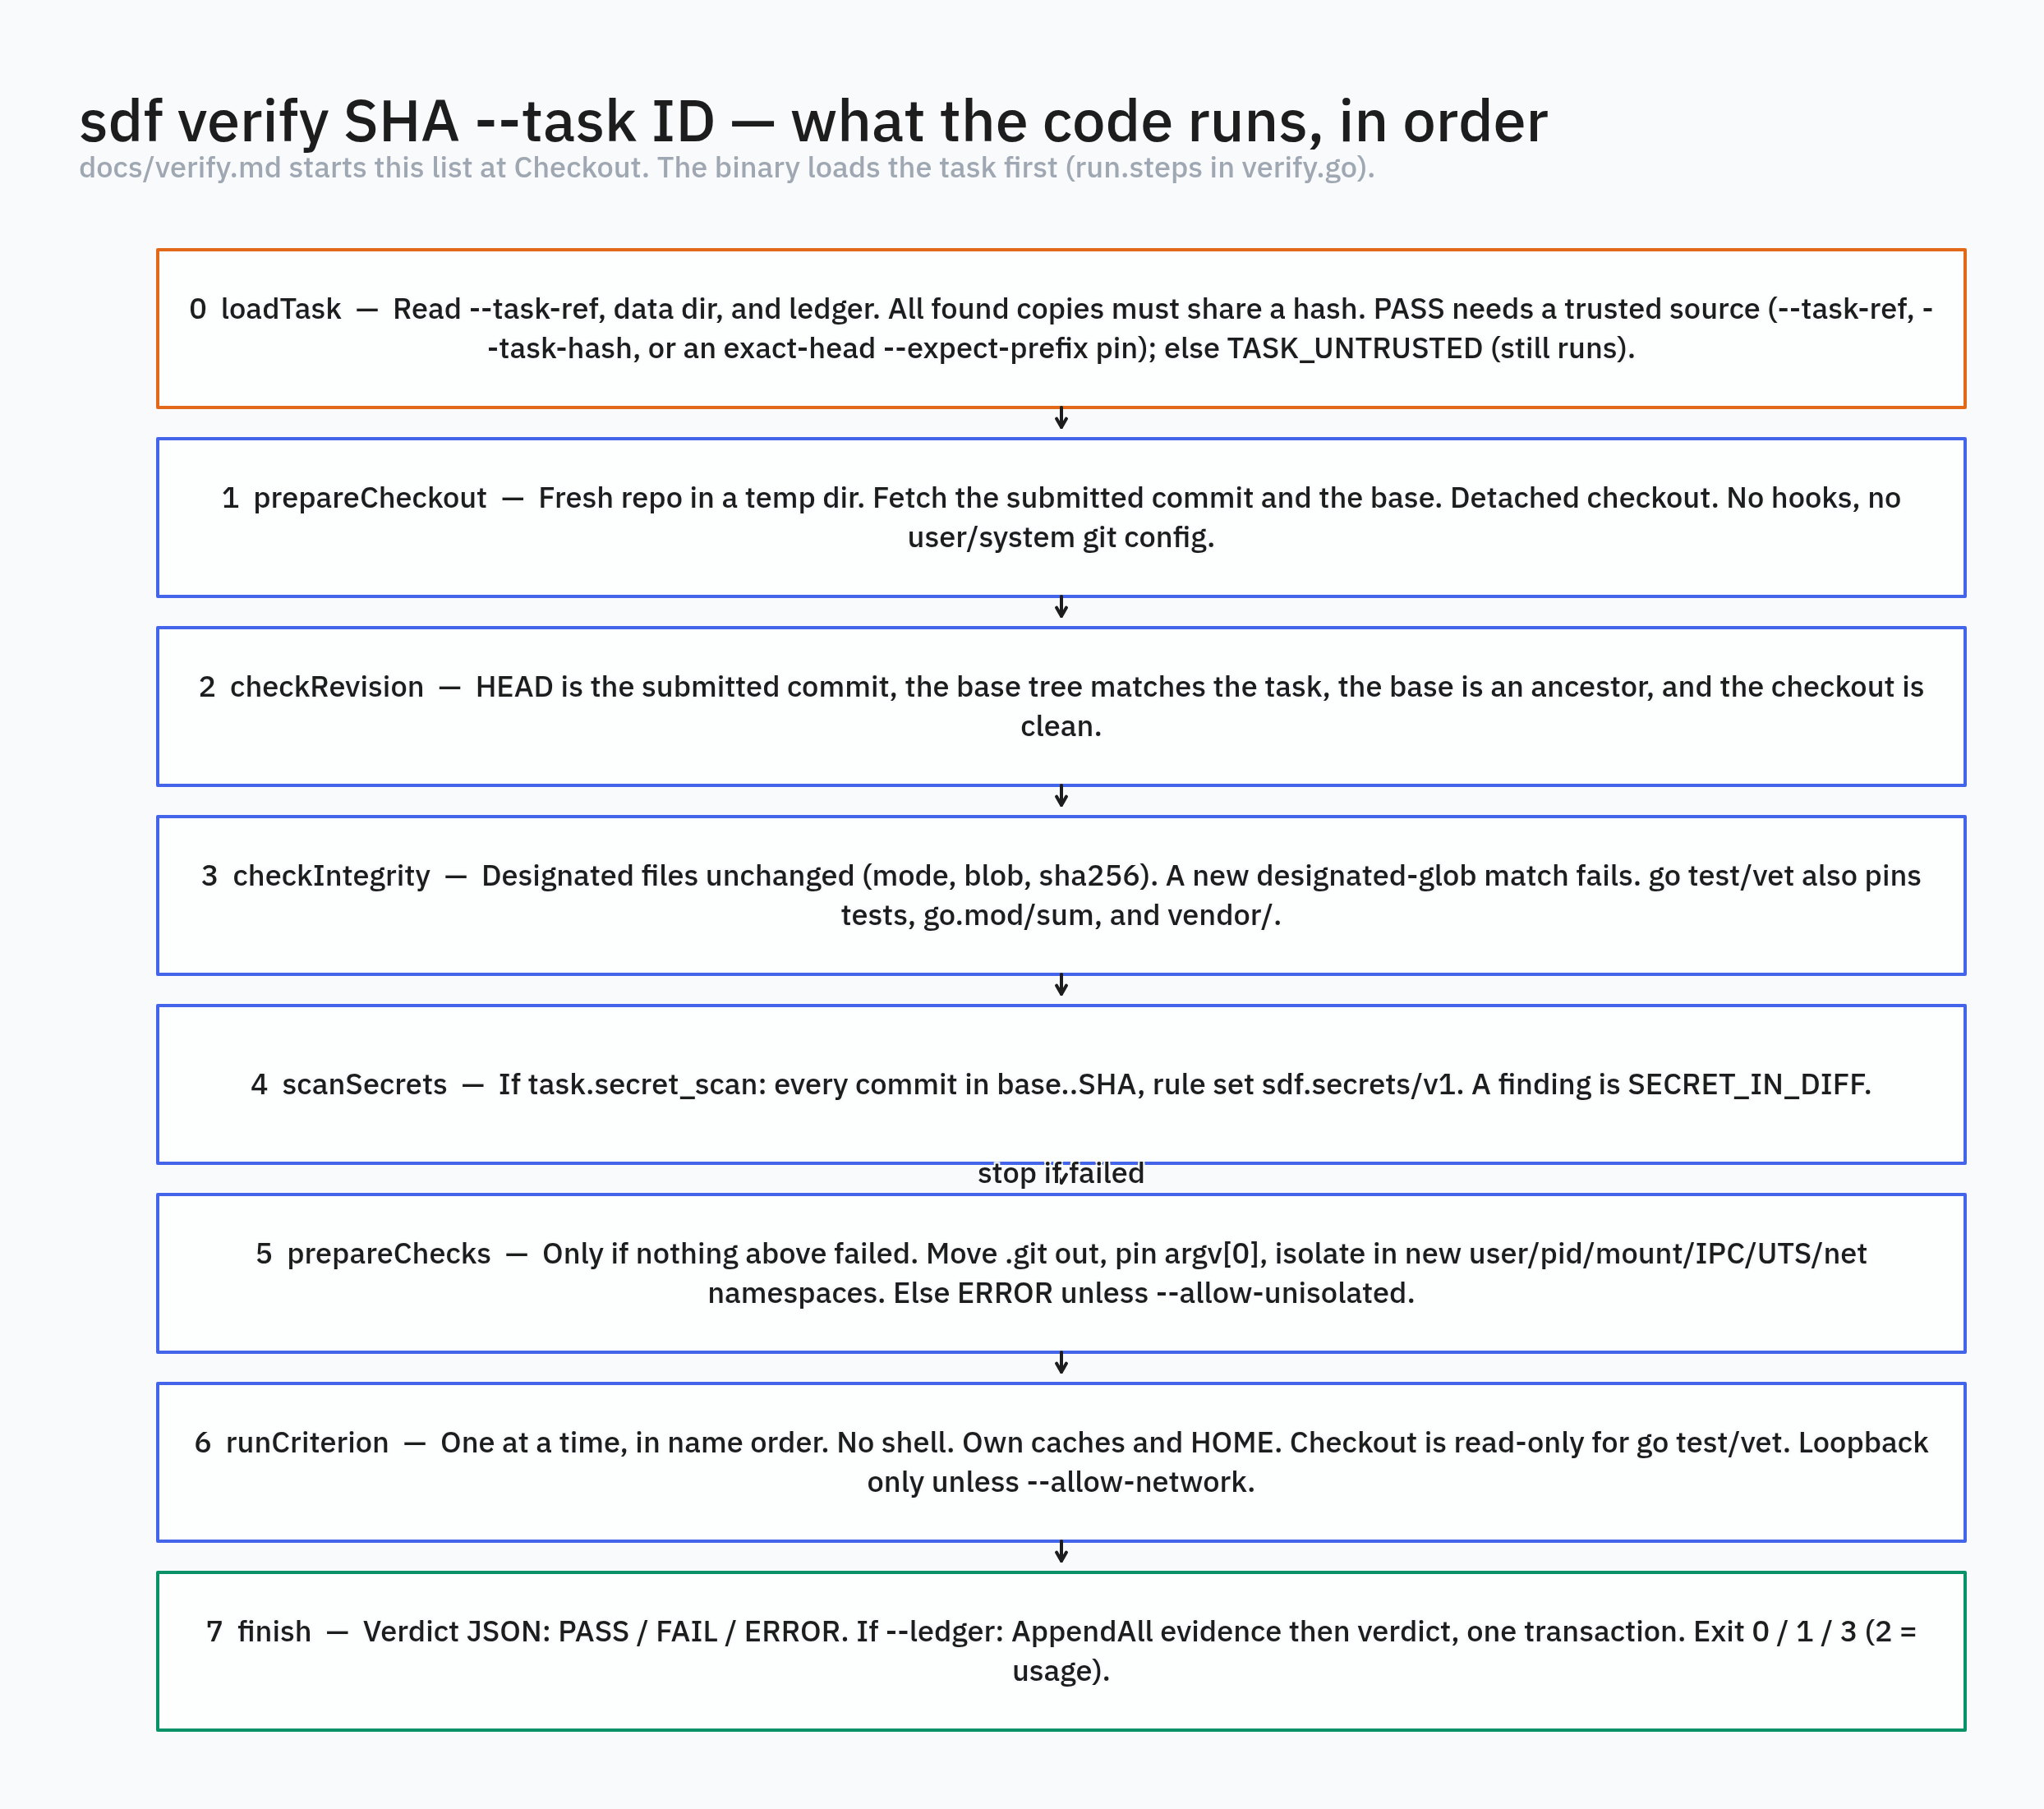 sdf verify SHA --task ID — what the code runs, in order
docs/verify.md starts this list at Checkout. The binary loads the task first (run.steps in verify.go).
0 loadTask — Read --task-ref, data dir, and ledger. All found copies must share a hash. PASS needs a trusted source (--task-ref, -
-task-hash, or an exact-head --expect-prefix pin); else TASK_UNTRUSTED (still runs).
1 prepareCheckout — Fresh repo in a temp dir. Fetch the submitted commit and the base. Detached checkout. No hooks, no
user/system git config.
2 checkRevision — HEAD is the submitted commit, the base tree matches the task, the base is an ancestor, and the checkout is
clean.
3 checkIntegrity — Designated files unchanged (mode, blob, sha256). A new designated-glob match fails. go test/vet also pins
tests, go.mod/sum, and vendor/.
4 scanSecrets — If task.secret_scan: every commit in base..SHA, rule set sdf.secrets/v1. A finding is SECRET_IN_DIFF.
stop if failed
5 prepareChecks — Only if nothing above failed. Move .git out, pin argv[0], isolate in new user/pid/mount/IPC/UTS/net
namespaces. Else ERROR unless --allow-unisolated.
6 runCriterion — One at a time, in name order. No shell. Own caches and HOME. Checkout is read-only for go test/vet. Loopback
only unless --allow-network.
7 finish — Verdict JSON: PASS / FAIL / ERROR. If --ledger: AppendAll evidence then verdict, one transaction. Exit 0 / 1 / 3 (2 =
usage).